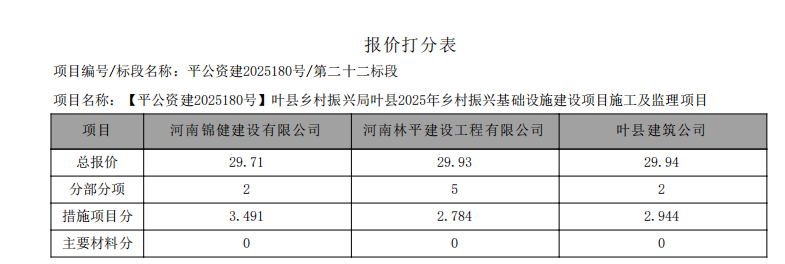 报价打分表
项目编号/标段名称：平公资建2025180号/第二十二标段
项目名称：【平公资建2025180号】叶县乡村振兴局叶县2025年乡村振兴基础设施建设项目施工及监理项目
项目 河南锦健建设有限公司 河南林平建设工程有限公司 叶县建筑公司
总报价 29.71 29.93 29.94
分部分项 2 5 2
措施项目分 3.491 2.784 2.944
主要材料分 0 0 0